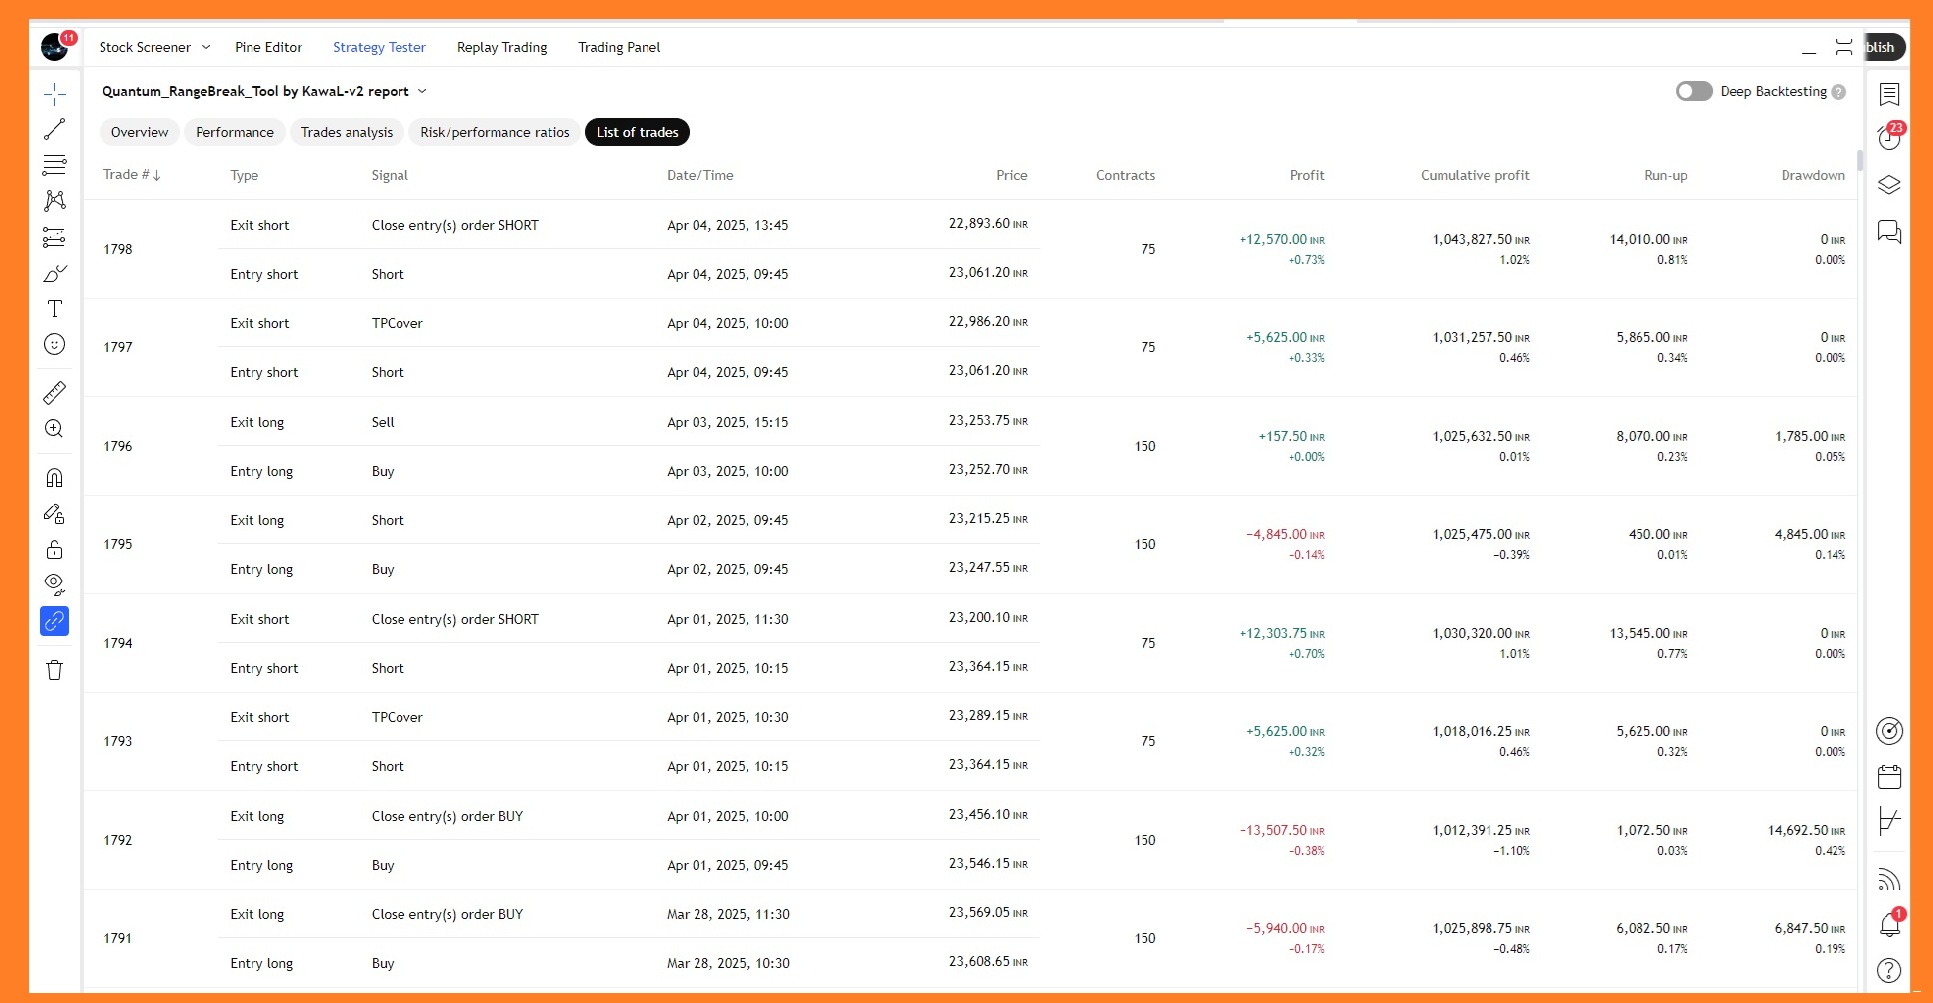 11
Stock Screener Pine Editor Strategy Tester Replay Trading Trading Panel
blish
Quantum_RangeBreak_Tool by KawaL-v2 report
Deep Backtesting ?
Overview Performance Trades analysis Risk/performance ratios List of trades
23
Trade # ↓ Type Signal Date/Time Price Contracts Profit Cumulative profit Run-up Drawdown
1798
Exit short Close entry(s) order SHORT Apr 04, 2025, 13:45 22,893.60 INR
Entry short Short Apr 04, 2025, 09:45 23,061.20 INR
75
+12,570.00 INR 1,043,827.50 INR 14,010.00 INR 0 INR
+0.73% 1.02% 0.81% 0.00%
1797
Exit short TPCover Apr 04, 2025, 10:00 22,986.20 INR
Entry short Short Apr 04, 2025, 09:45 23,061.20 INR
75
+5,625.00 INR 1,031,257.50 INR 5,865.00 INR 0 INR
+0.33% 0.46% 0.34% 0.00%
1796
Exit long Sell Apr 03, 2025, 15:15 23,253.75 INR
Entry long Buy Apr 03, 2025, 10:00 23,252.70 INR
150
+157.50 INR 1,025,632.50 INR 8,070.00 INR 1,785.00 INR
+0.00% 0.01% 0.23% 0.05%
1795
Exit long Short Apr 02, 2025, 09:45 23,215.25 INR
Entry long Buy Apr 02, 2025, 09:45 23,247.55 INR
150
−4,845.00 INR 1,025,475.00 INR 450.00 INR 4,845.00 INR
−0.14% −0.39% 0.01% 0.14%
1794
Exit short Close entry(s) order SHORT Apr 01, 2025, 11:30 23,200.10 INR
Entry short Short Apr 01, 2025, 10:15 23,364.15 INR
75
+12,303.75 INR 1,030,320.00 INR 13,545.00 INR 0 INR
+0.70% 1.01% 0.77% 0.00%
1793
Exit short TPCover Apr 01, 2025, 10:30 23,289.15 INR
Entry short Short Apr 01, 2025, 10:15 23,364.15 INR
75
+5,625.00 INR 1,018,016.25 INR 5,625.00 INR 0 INR
+0.32% 0.46% 0.32% 0.00%
1792
Exit long Close entry(s) order BUY Apr 01, 2025, 10:00 23,456.10 INR
Entry long Buy Apr 01, 2025, 09:45 23,546.15 INR
150
−13,507.50 INR 1,012,391.25 INR 1,072.50 INR 14,692.50 INR
−0.38% −1.10% 0.03% 0.42%
1791
Exit long Close entry(s) order BUY Mar 28, 2025, 11:30 23,569.05 INR
Entry long Buy Mar 28, 2025, 10:30 23,608.65 INR
150
−5,940.00 INR 1,025,898.75 INR 6,082.50 INR 6,847.50 INR
−0.17% −0.48% 0.17% 0.19%
1